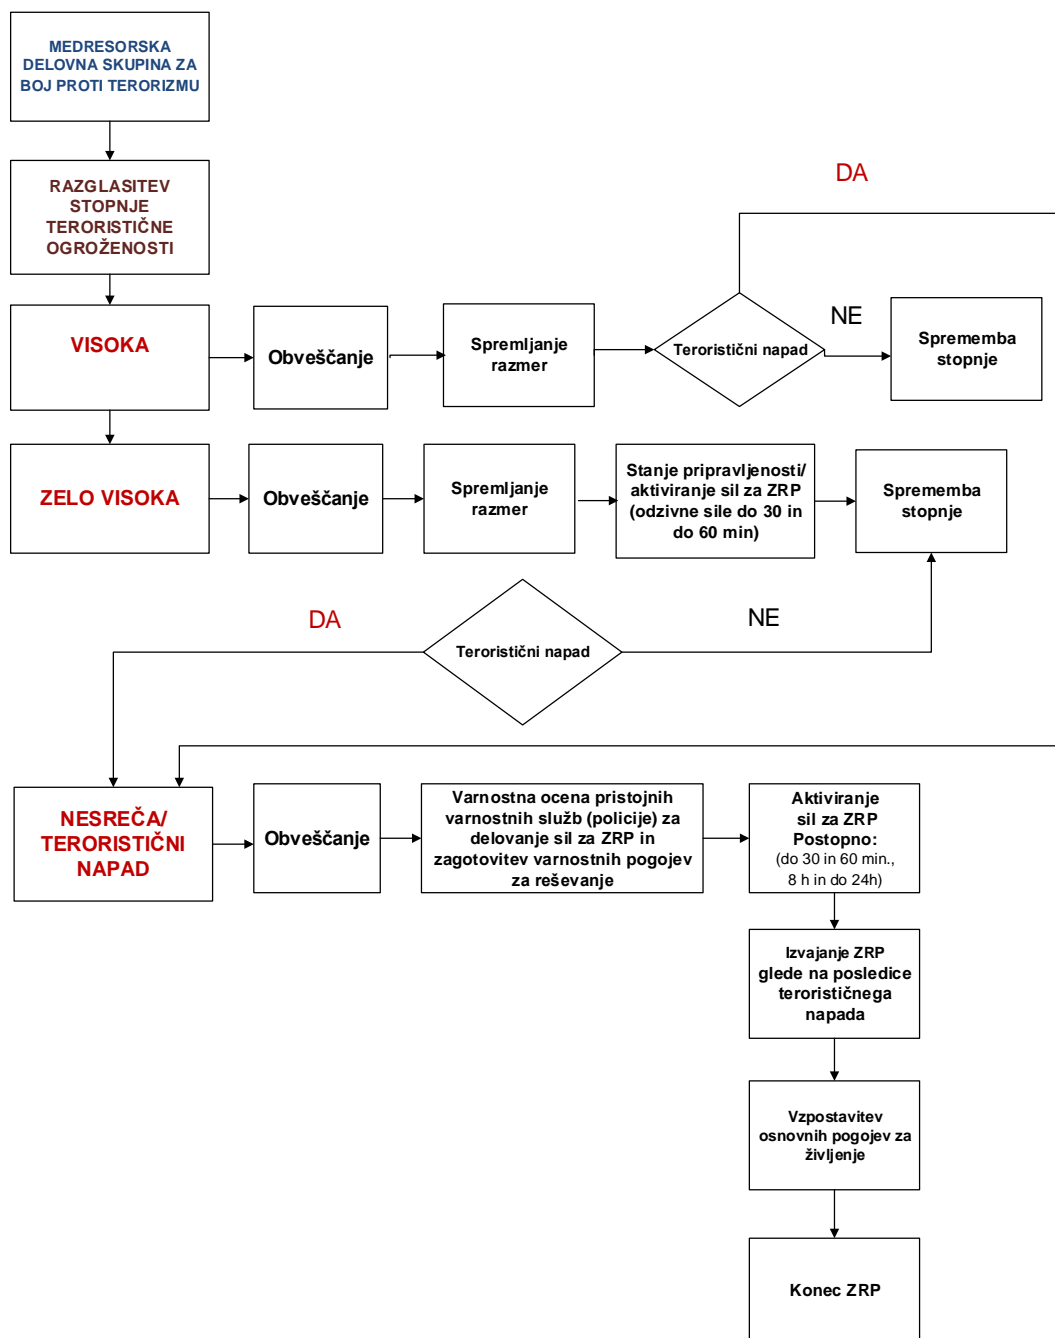 MEDRESORSKA
DELOVNA SKUPINA ZA
BOJ PROTI TERORIZMU
RAZGLASITEV
STOPNJE
TERORISTIČNE
OGROŽENOSTI
DA
VISOKA
Obveščanje
Spremljanje
razmer
Teroristični napad
NE
Sprememba
stopnje
ZELO VISOKA
Obveščanje
Spremljanje
razmer
Stanje pripravljenosti/
aktiviranje sil za ZRP
(odzivne sile do 30 in
do 60 min)
Sprememba
stopnje
DA
Teroristični napad
NE
NESREČA/
TERORISTIČNI
NAPAD
Obveščanje
Varnostna ocena pristojnih
varnostnih služb (policije) za
delovanje sil za ZRP in
zagotovitev varnostnih pogojev
za reševanje
Aktiviranje
sil za ZRP
Postopno:
(do 30 in 60 min.,
8 h in do 24h)
Izvajanje ZRP
glede na posledice
terorističnega
napada
Vzpostavitev
osnovnih pogojev za
življenje
Konec ZRP